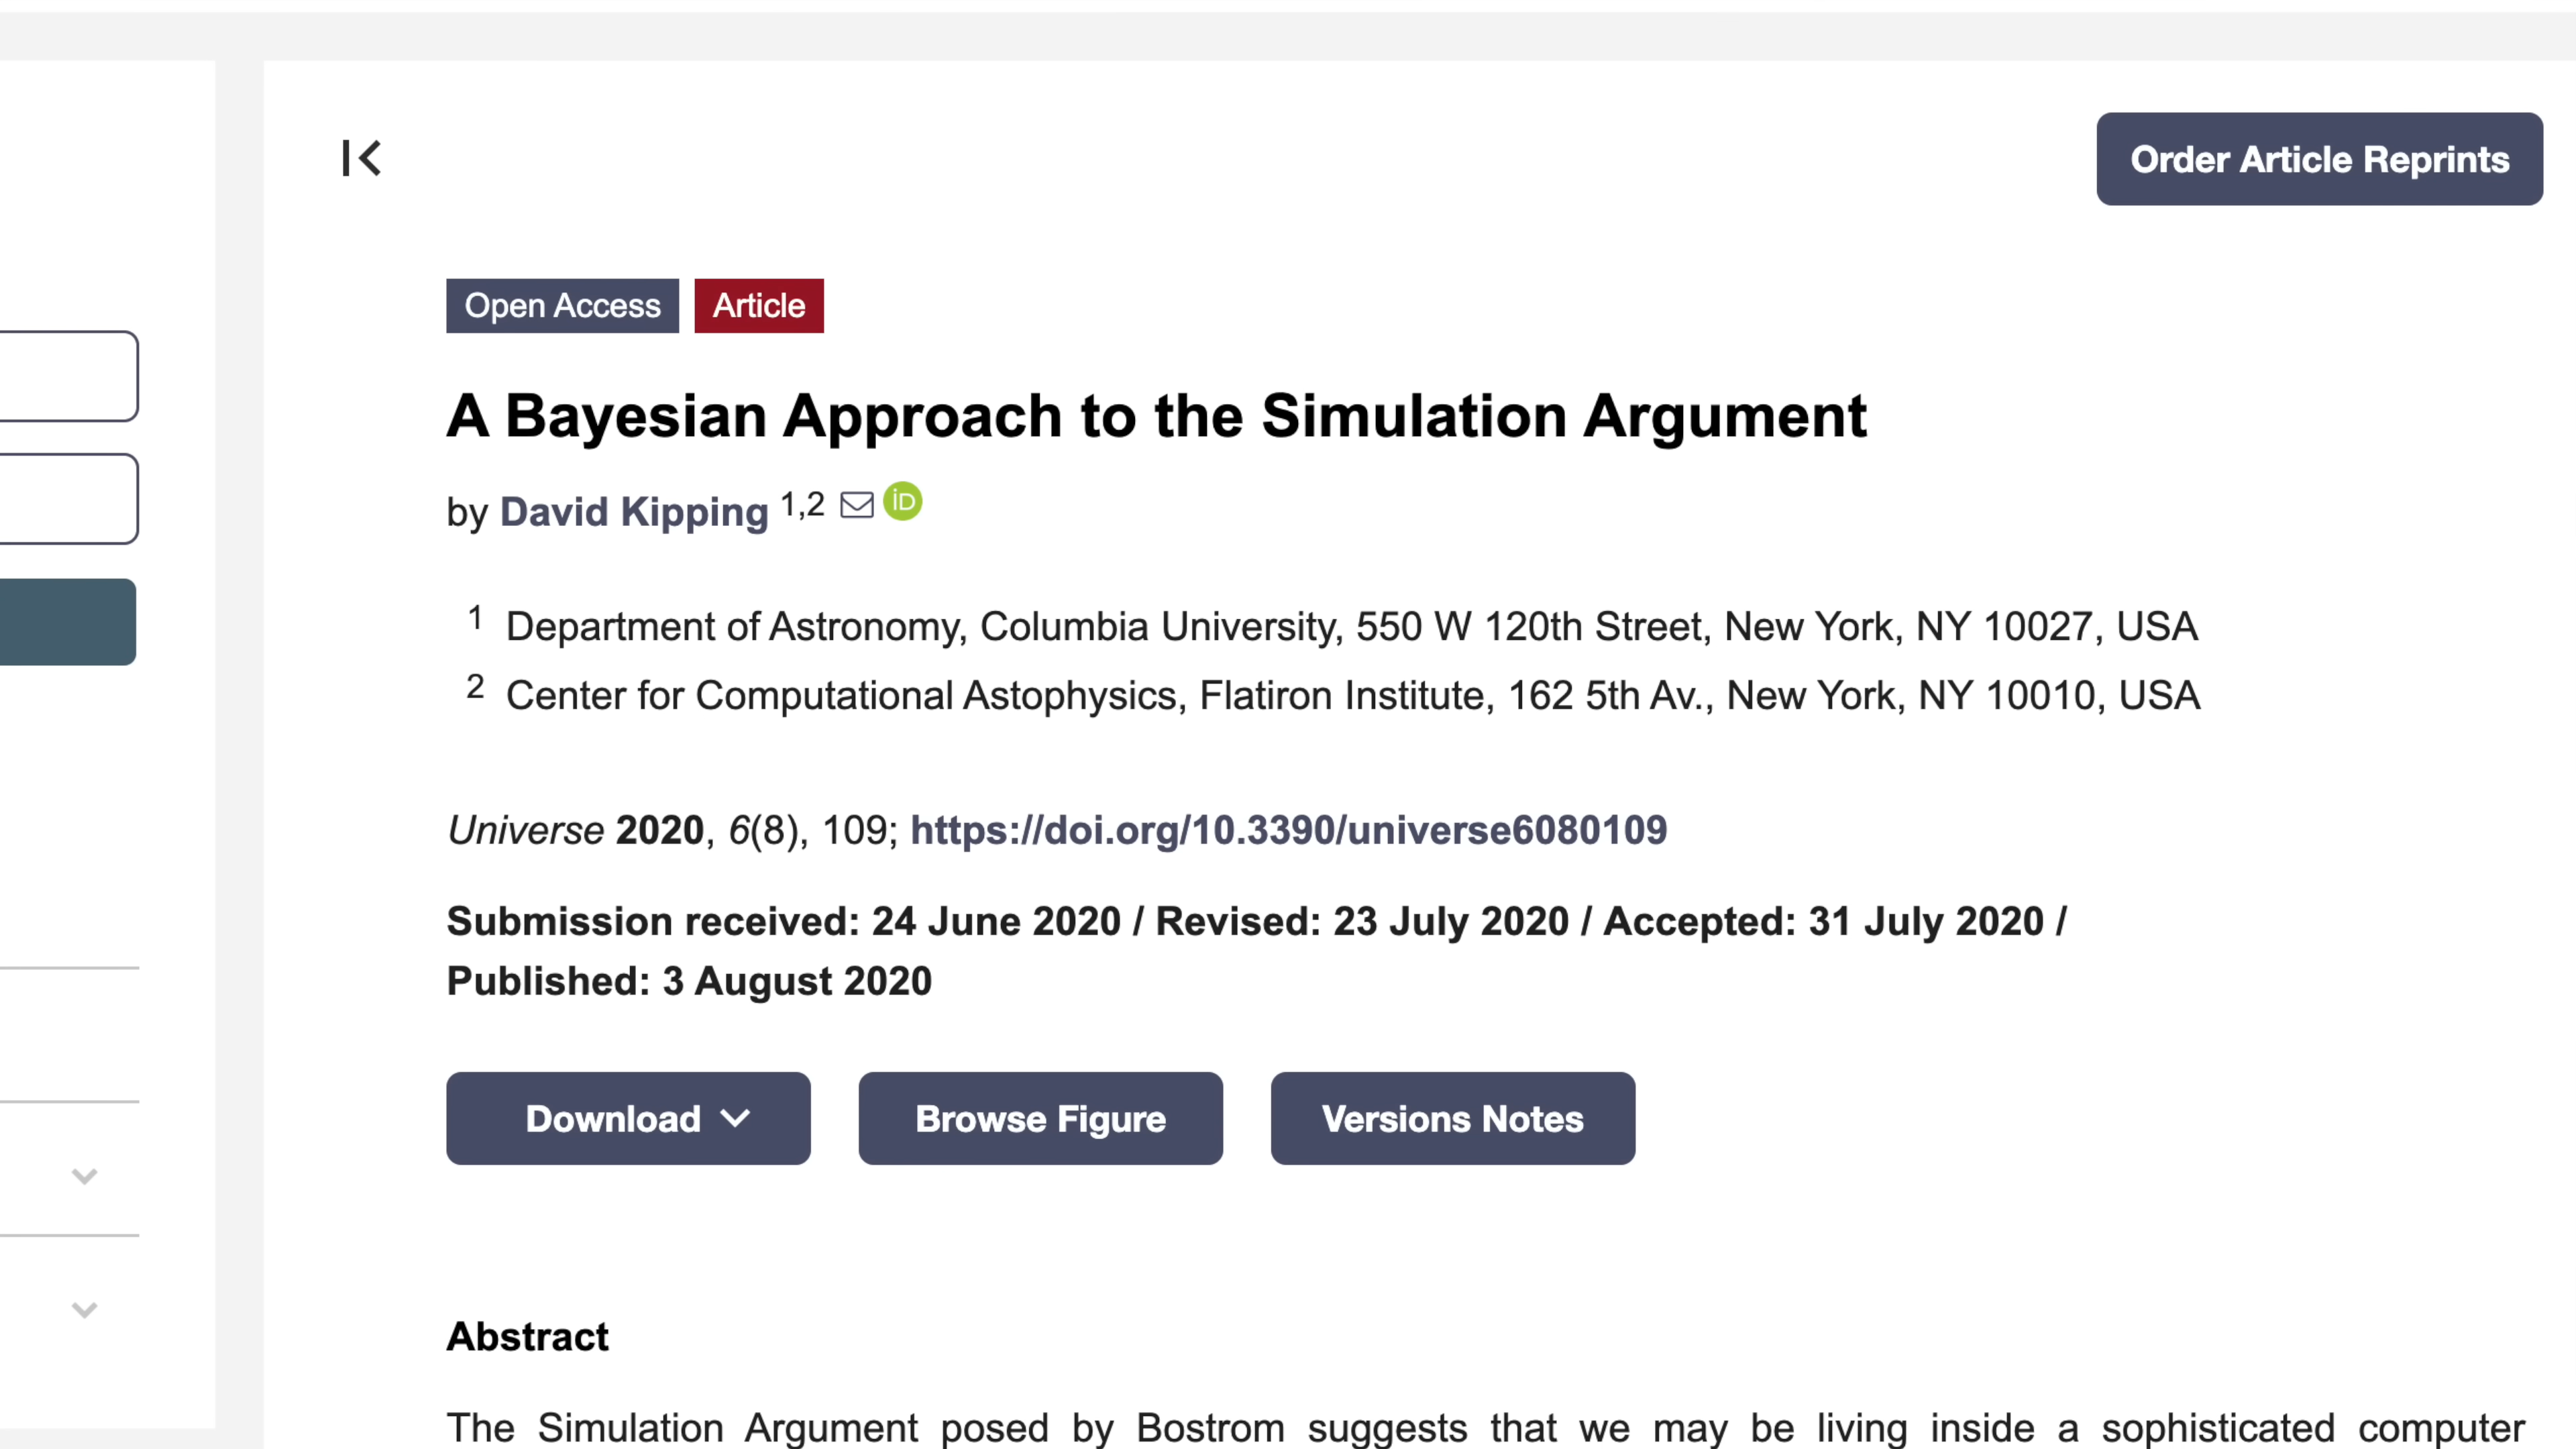 Order Article Reprints
Open Access Article
A Bayesian Approach to the Simulation Argument
by David Kipping 1,2 iD
1 Department of Astronomy, Columbia University, 550 W 120th Street, New York, NY 10027, USA
2 Center for Computational Astophysics, Flatiron Institute, 162 5th Av., New York, NY 10010, USA
Universe 2020, 6(8), 109; https://doi.org/10.3390/universe6080109
Submission received: 24 June 2020 / Revised: 23 July 2020 / Accepted: 31 July 2020 /
Published: 3 August 2020
Download Browse Figure Versions Notes
Abstract
The Simulation Argument posed by Bostrom suggests that we may be living inside a sophisticated computer